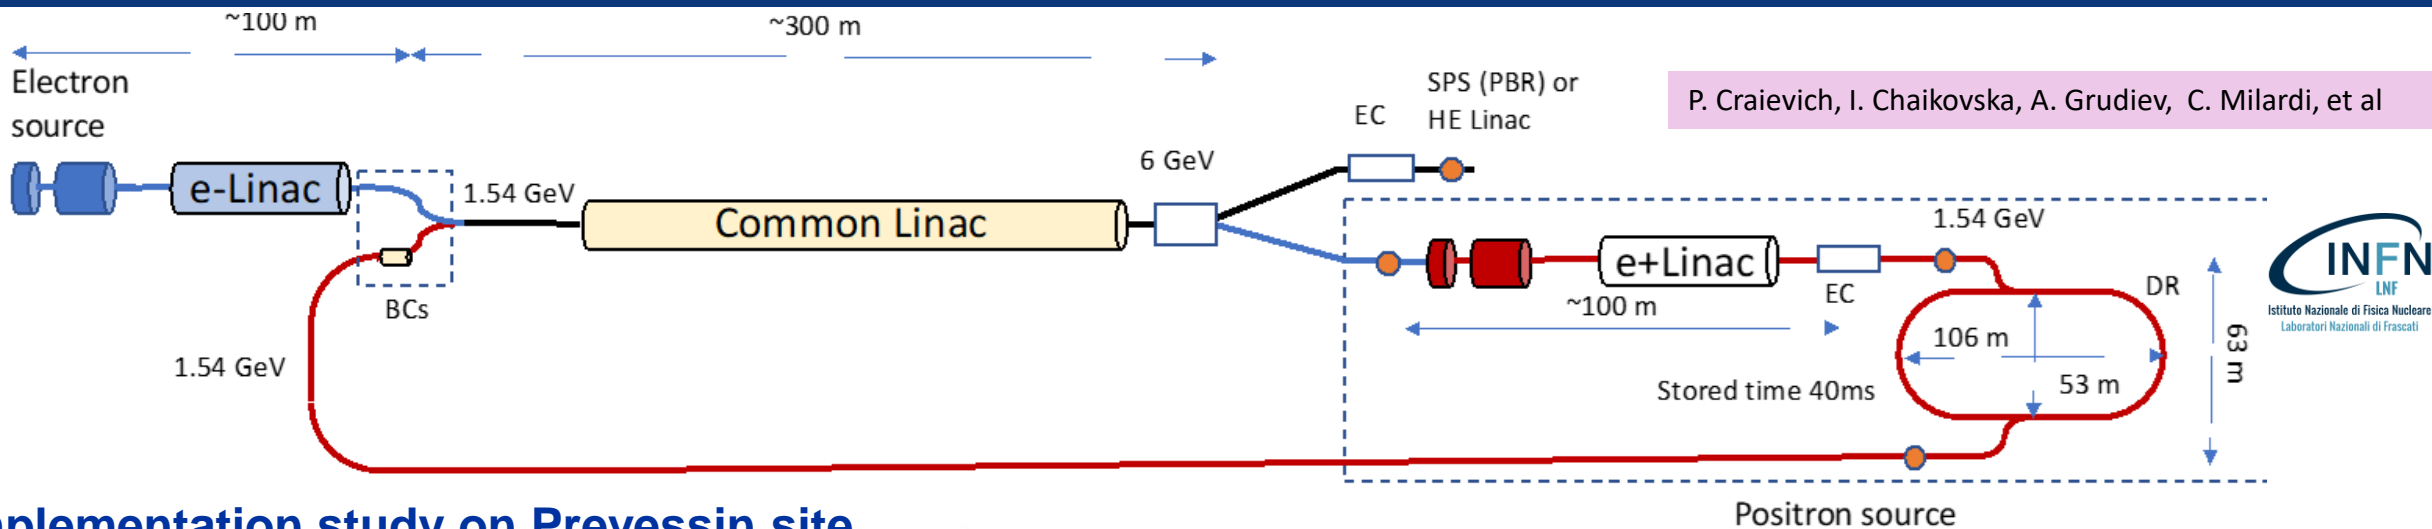 ~100 m
~300 m
Electron
source
SPS (PBR) or
HE Linac
EC
P. Craievich, I. Chaikovska, A. Grudiev, C. Milardi, et al
6 GeV
e-Linac
1.54 GeV
Common Linac
1.54 GeV
e+Linac
EC
DR
~100 m
BCs
106 m
63 m
1.54 GeV
53 m
Stored time 40ms
INFN
LNF
Istituto Nazionale di Fisica Nucleare
Laboratori Nazionali di Frascati
Positron source
plementation study on Prevessin site